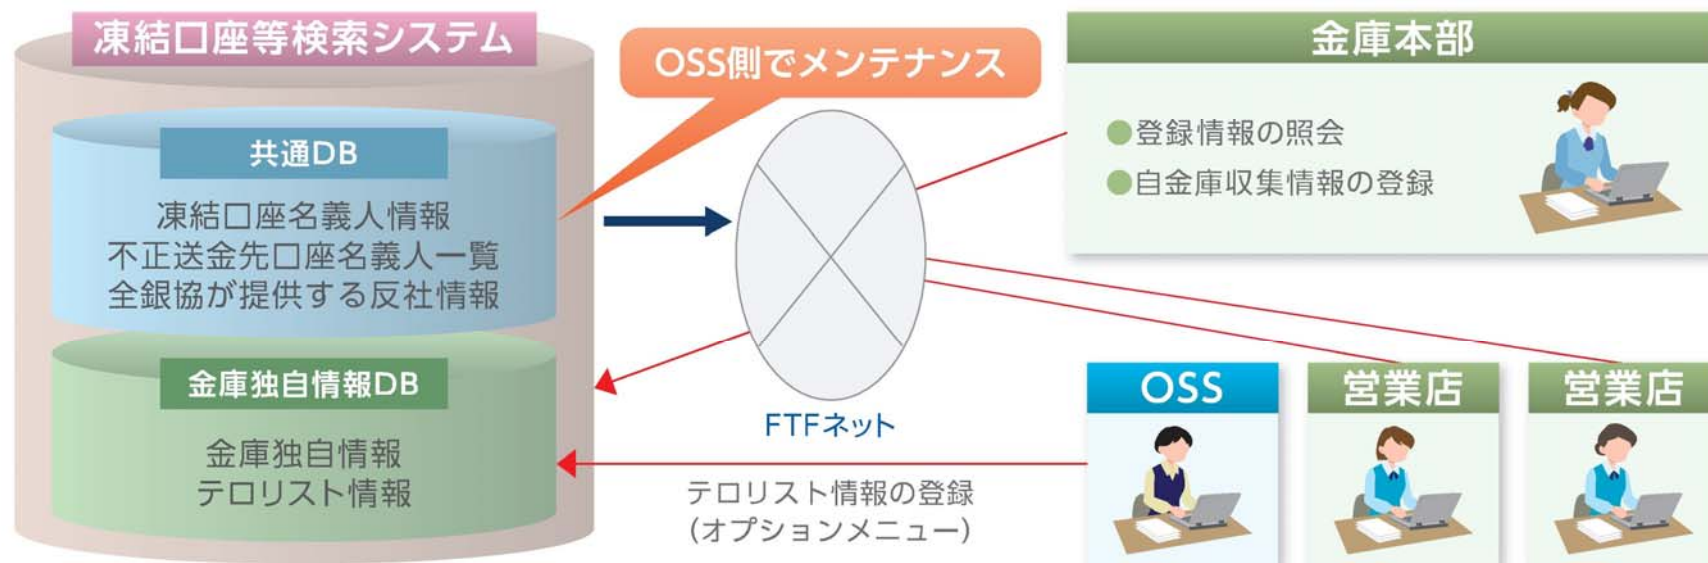 凍結口座等検索システム
共通DB
凍結口座名義人情報
不正送金先口座名義人一覧
全銀協が提供する反社情報
金庫独自情報DB
金庫独自情報
テロリスト情報
OSS側でメンテナンス
FTFネット
テロリスト情報の登録
(オプションメニュー)
金庫本部
●登録情報の照会
●自金庫収集情報の登録
OSS
営業店
営業店